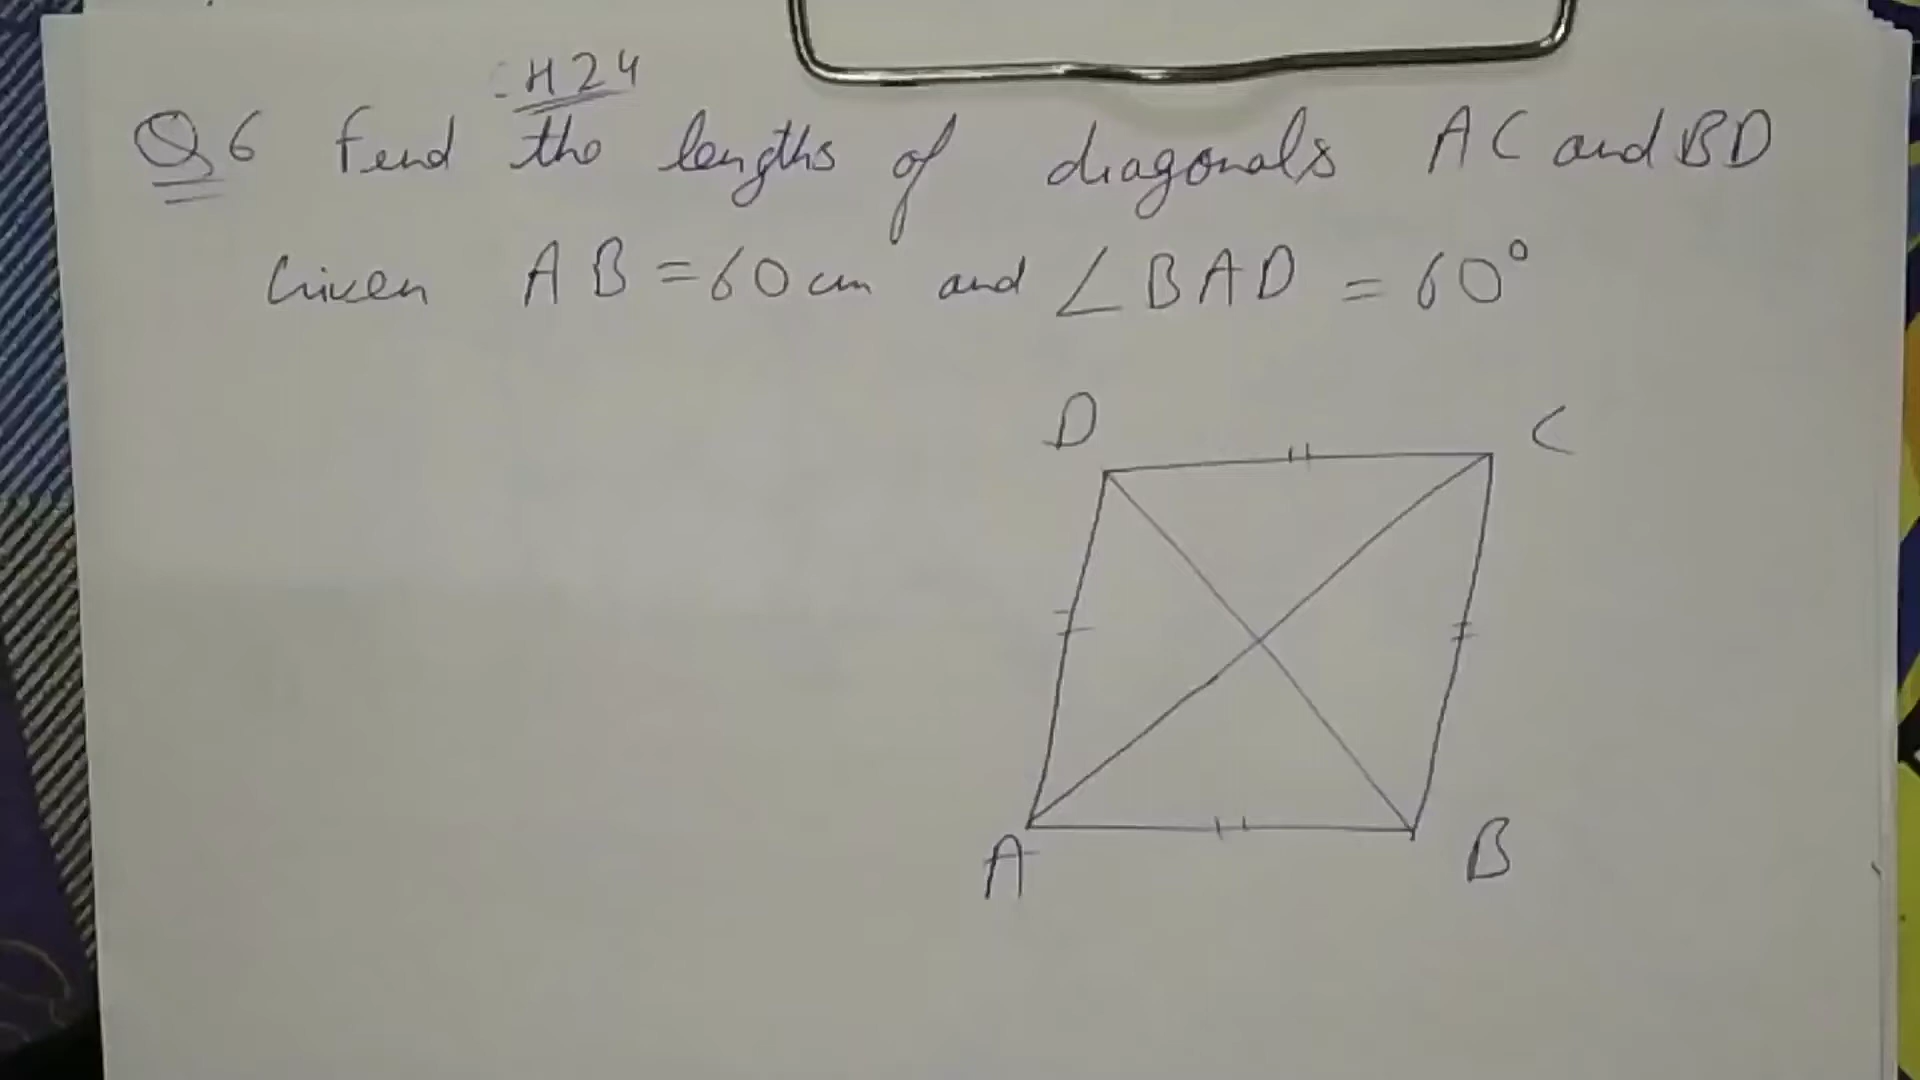 H24
Q6 Find the lengths of diagonals AC and BD
Given AB = 60 cm and ∠BAD = 60°
D
C
A
B